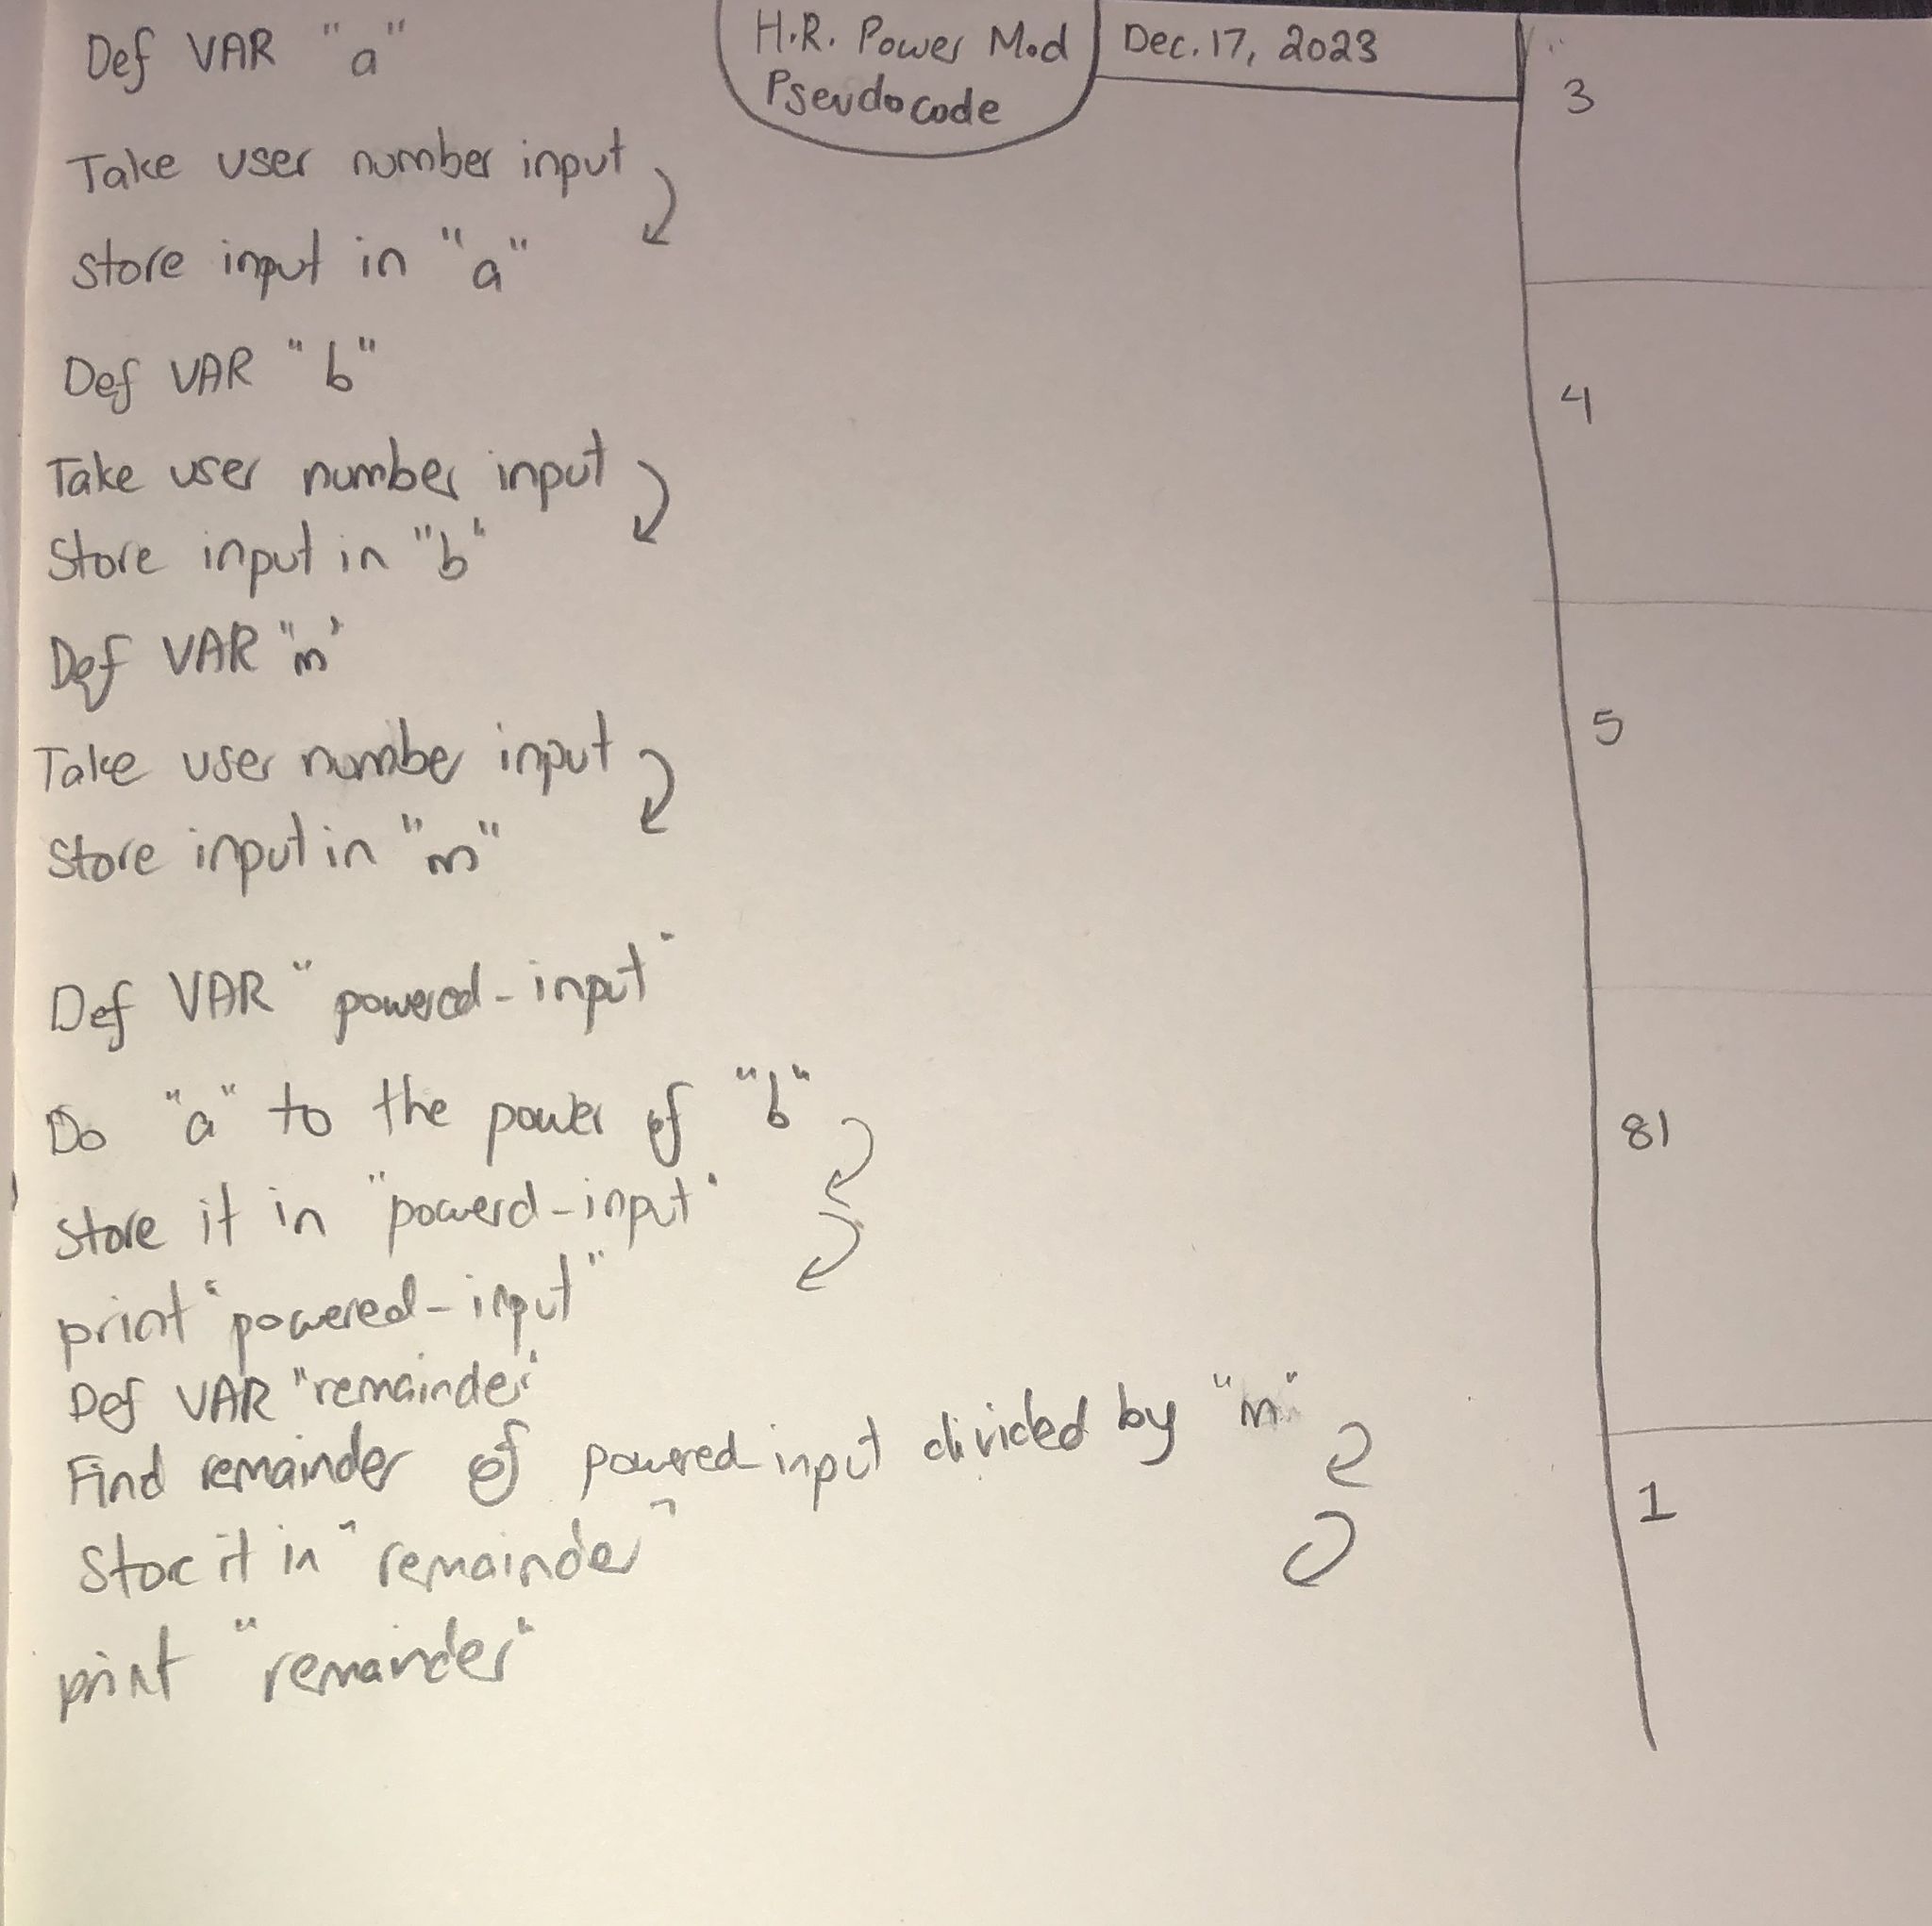 H.R. Power Mod
Pseudocode
Dec. 17, 2023
Def VAR "a"
Take user number input
store input in "a"
3
Def VAR "b"
Take user number input
Store input in "b"
4
Def VAR "m"
Take user number input
Store input in "m"
5
Def VAR "powered-input"
Do "a" to the power of "b"
store it in "powerd-input"
print "powered-input"
81
Def VAR "remainder"
Find remainder of powered input divided by "m"
Store it in "remainder"
print "remainder"
1